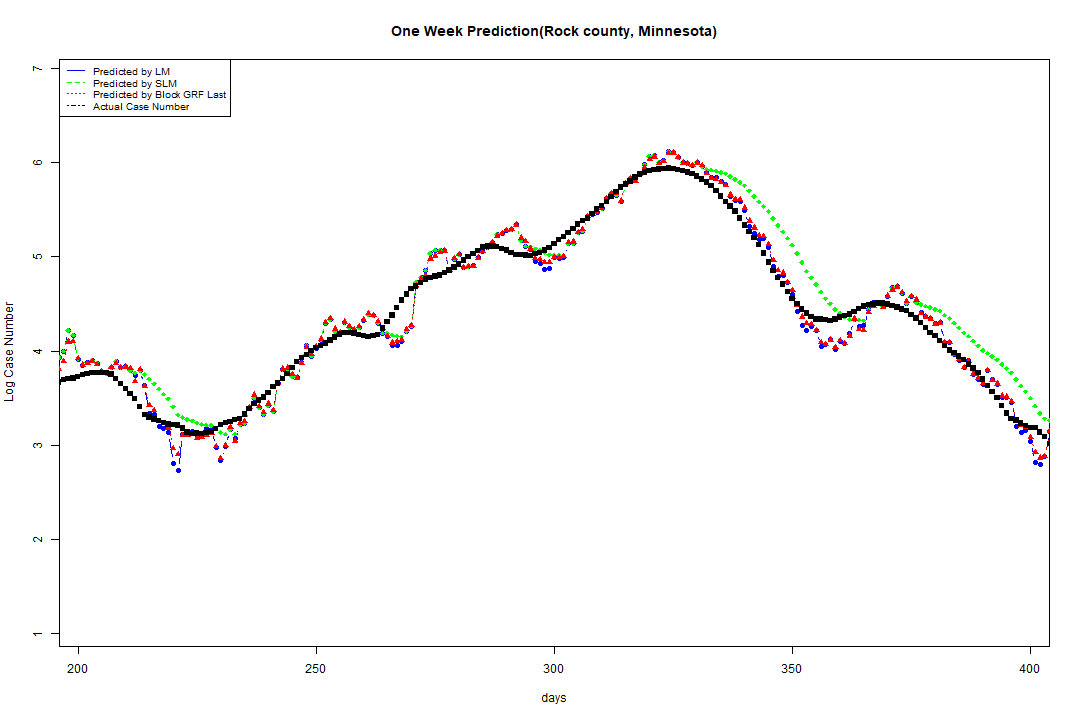 One Week Prediction(Rock county, Minnesota)
Predicted by LM
Predicted by SLM
Predicted by Block GRF Last
Actual Case Number
7
6
5
4
3
2
1
Log Case Number
200 250 300 350 400
days